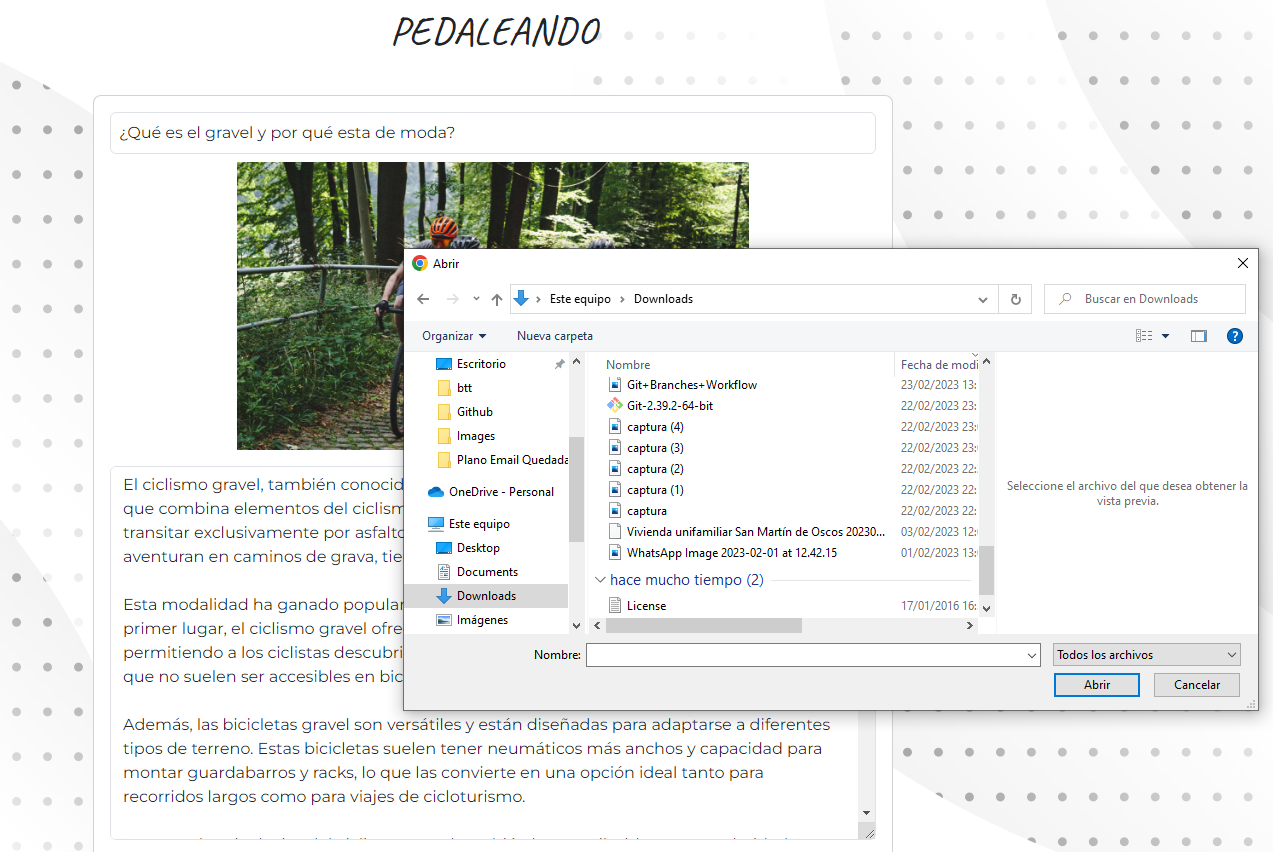 PEDALEANDO
¿Qué es el gravel y por qué esta de moda?
El ciclismo gravel, también conocid
que combina elementos del ciclism
transitar exclusivamente por asfalto
aventuran en caminos de grava, tie
Esta modalidad ha ganado popular
primer lugar, el ciclismo gravel ofre
permitiendo a los ciclistas descubri
que no suelen ser accesibles en bic
Además, las bicicletas gravel son versátiles y están diseñadas para adaptarse a diferentes
tipos de terreno. Estas bicicletas suelen tener neumáticos más anchos y capacidad para
montar guardabarros y racks, lo que las convierte en una opción ideal tanto para
recorridos largos como para viajes de cicloturismo.
Abrir
Este equipo
Downloads
Buscar en Downloads
Organizar
Nueva carpeta
Escritorio
btt
Github
Images
Plano Email Quedada
OneDrive - Personal
Este equipo
Desktop
Documents
Downloads
Imágenes
Nombre Fecha de modi
Git+Branches+Workflow 23/02/2023 13:
Git-2.39.2-64-bit 22/02/2023 23:
captura (4) 22/02/2023 23:
captura (3) 22/02/2023 23:
captura (2) 22/02/2023 22:
captura (1) 22/02/2023 22:
captura 22/02/2023 22:
Vivienda unifamiliar San Martín de Oscos 20230... 03/02/2023 12:
WhatsApp Image 2023-02-01 at 12.42.15 01/02/2023 13:
hace mucho tiempo (2)
License 17/01/2016 16:
Seleccione el archivo del que desea obtener la
vista previa.
Nombre:
Todos los archivos
Abrir
Cancelar